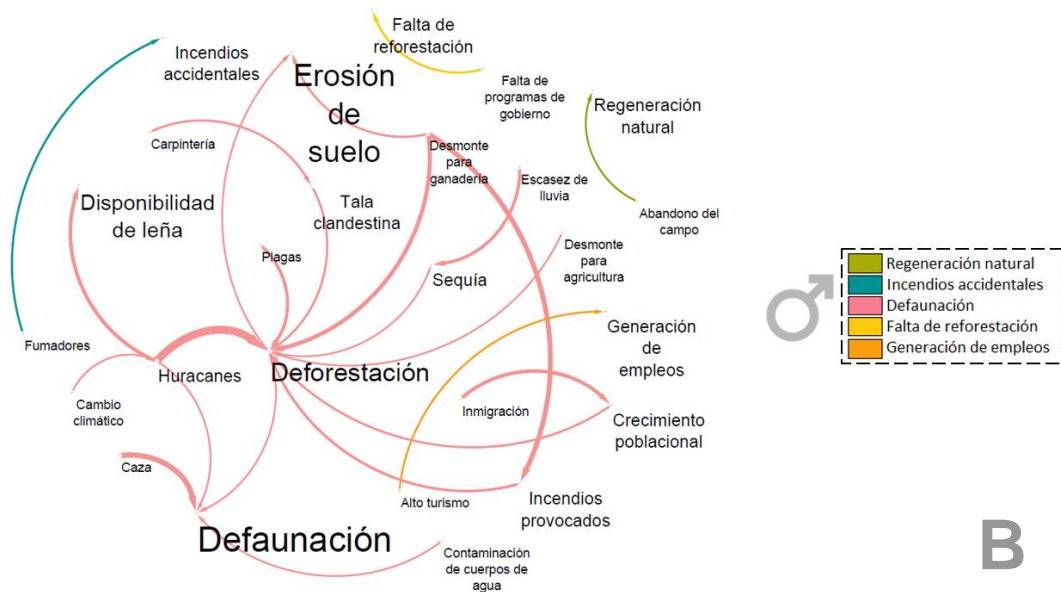 Falta de
reforestación
Incendios
accidentales
Erosión
de
suelo
Falta de
programas de
gobierno
Regeneración
natural
Carpintería
Desmonte
para
ganadería
Escasez de
lluvia
Disponibilidad
de leña
Tala
clandestina
Abandono del
campo
Desmonte
para
agricultura
Plagas
Sequía
Regeneración natural
Incendios accidentales
Defaunación
Falta de reforestación
Generación de empleos
Fumadores
Huracanes
Deforestación
Generación
de
empleos
Cambio
climático
Inmigración
Crecimiento
poblacional
Caza
Alto turismo
Incendios
provocados
Defaunación
Contaminación
de cuerpos de
agua
B